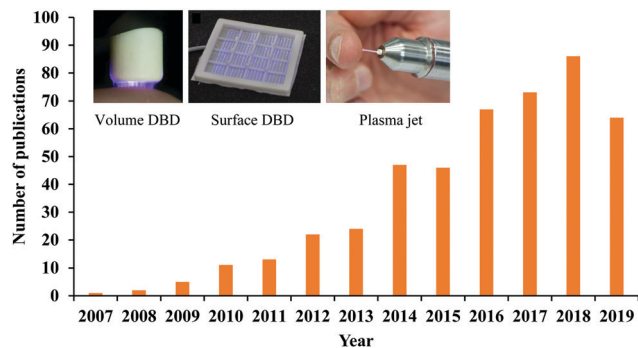 100
90
80
70
60
50
40
30
20
10
0
Number of publications
Volume DBD
Surface DBD
Plasma jet
2007 2008 2009 2010 2011 2012 2013 2014 2015 2016 2017 2018 2019
Year